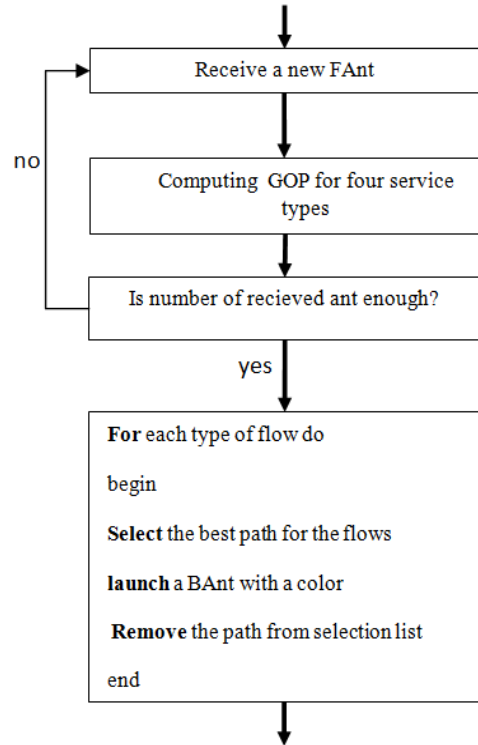 Receive a new FAnt
no
Computing GOP for four service
types
Is number of recieved ant enough?
yes
For each type of flow do
begin
Select the best path for the flows
launch a BAnt with a color
Remove the path from selection list
end